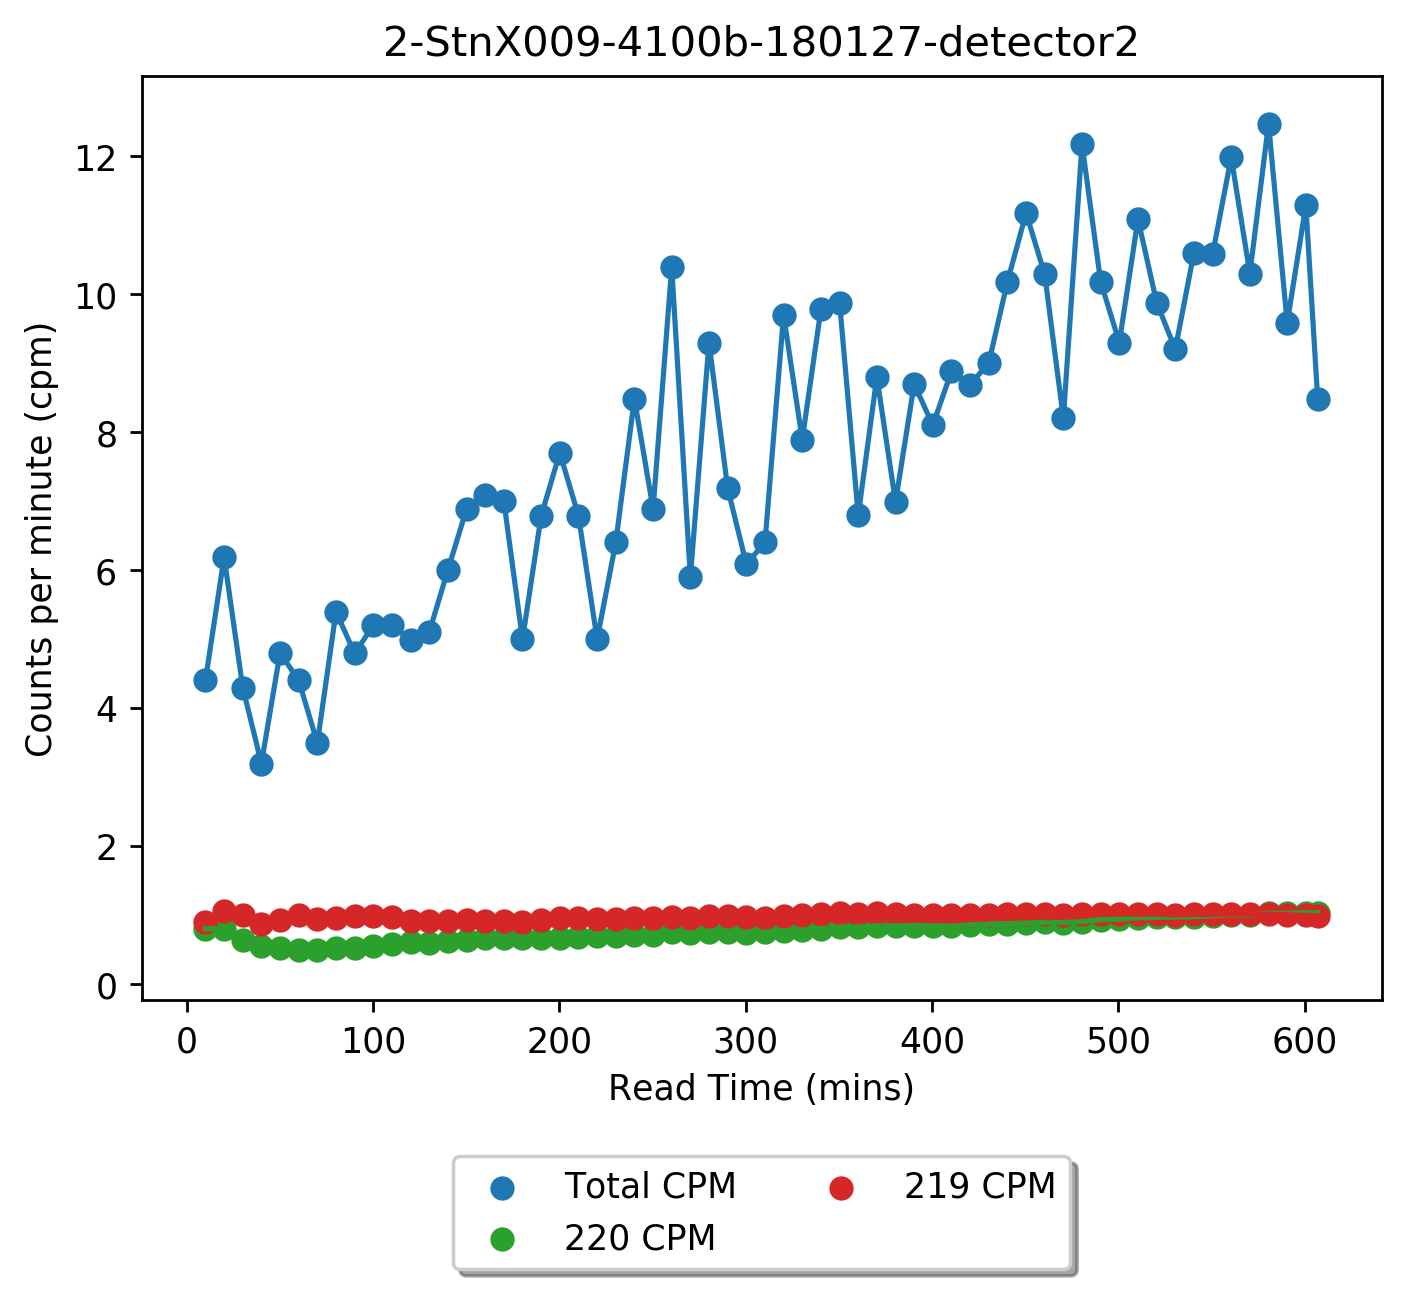 2-StnX009-4100b-180127-detector2
Counts per minute (cpm)
12
10
8
6
4
2
0
0 100 200 300 400 500 600
Read Time (mins)
Total CPM 219 CPM
220 CPM